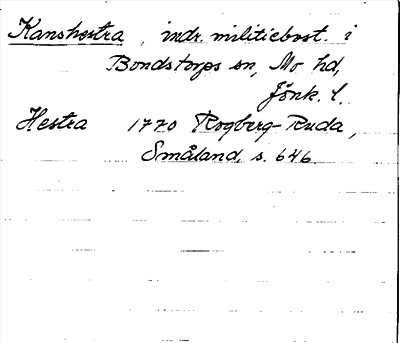 Kanshestra, indr. militiebost. i
Bondstorps sn, Mo hd,
Jönk. l.
Hestra 1770 Rogberg-Ruda,
Småland, s. 646.